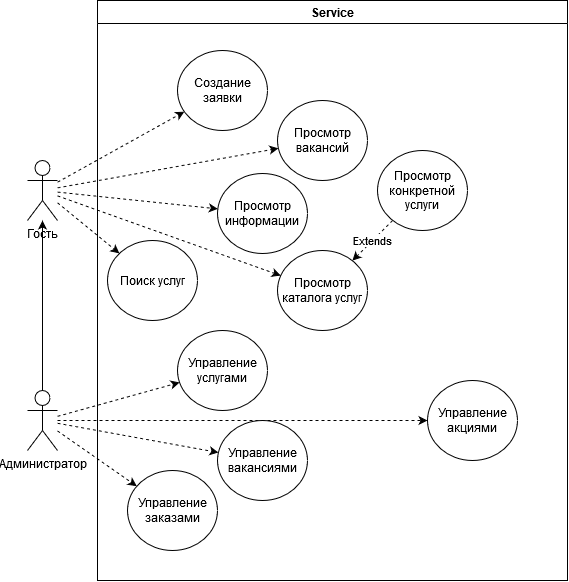 Service
Создание
заявки
Просмотр
вакансий
Просмотр
конкретной
услуги
Просмотр
информации
Гость
Extends
Поиск услуг
Просмотр
каталога услуг
Управление
услугами
Управление
акциями
Администратор
Управление
вакансиями
Управление
заказами